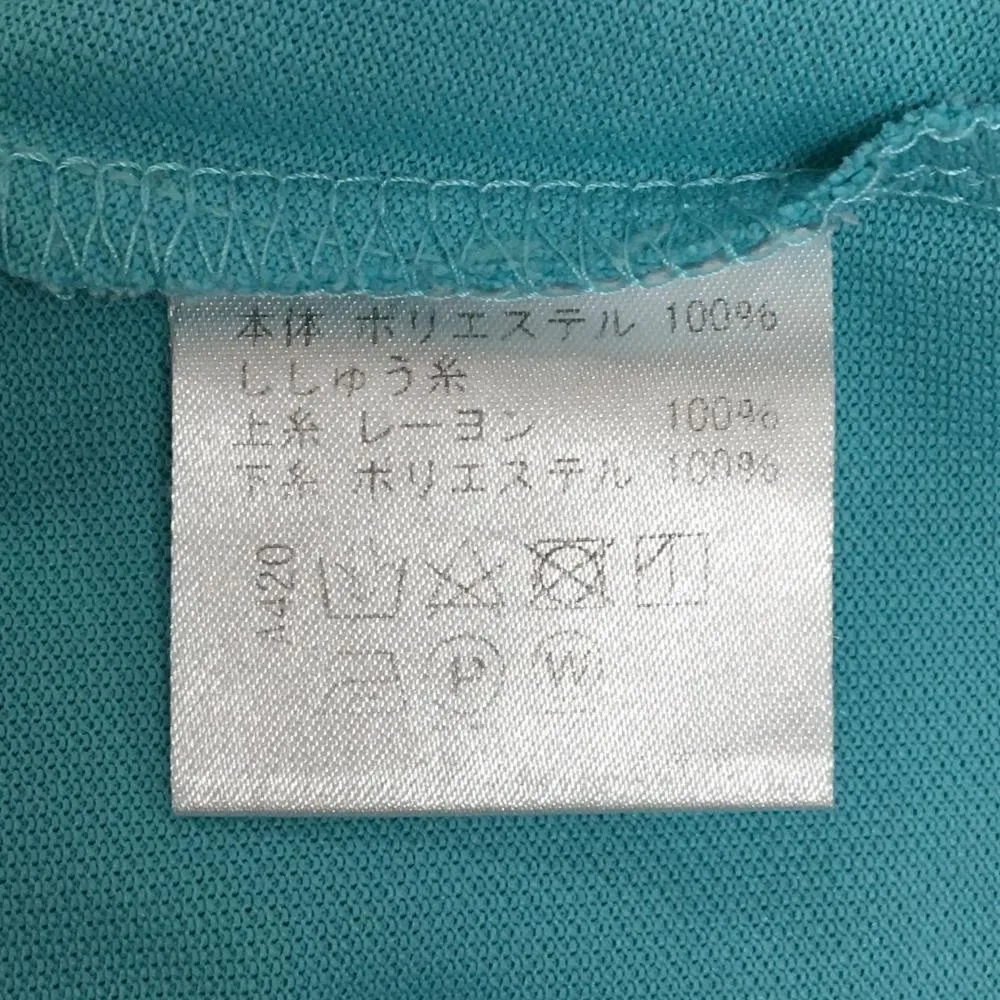 本体 ポリエステル 100%
ししゅう糸
上糸 レーヨン 100%
下糸 ポリエステル 100%
A420
P W